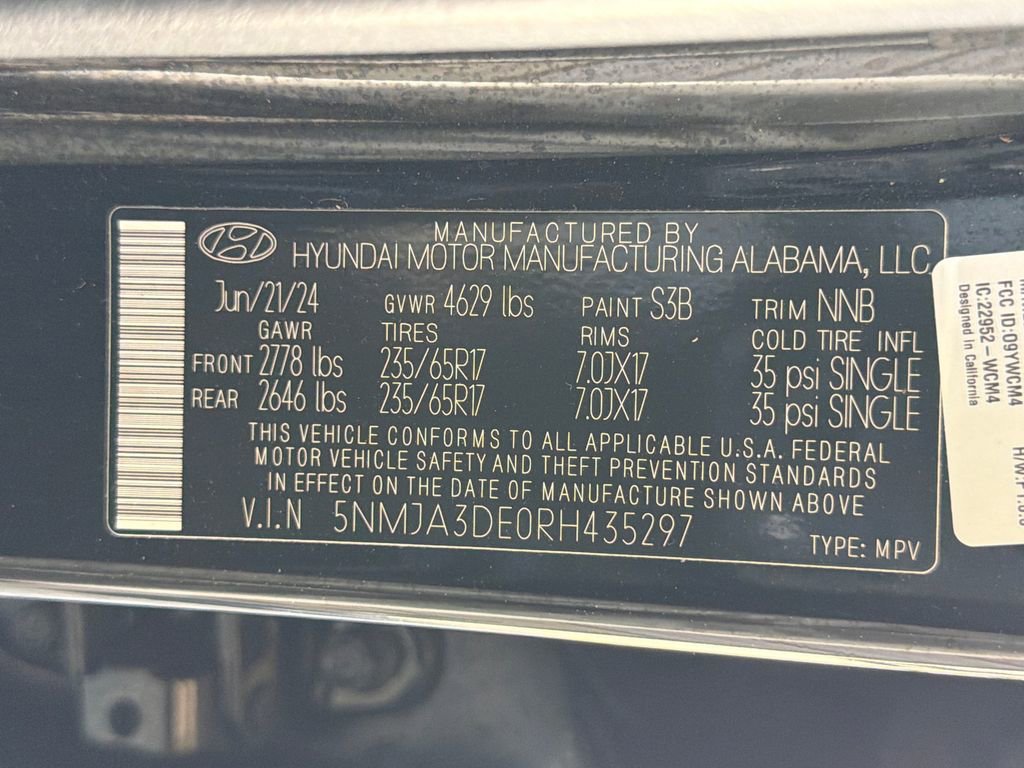 MANUFACTURED BY
HYUNDAI MOTOR MANUFACTURING ALABAMA, LLC
Jun/21/24 GVWR 4629 lbs PAINT S3B TRIM NNB
GAWR TIRES RIMS COLD TIRE INFL
FRONT 2778 lbs 235/65R17 7.0JX17 35 psi SINGLE
REAR 2646 lbs 235/65R17 7.0JX17 35 psi SINGLE
THIS VEHICLE CONFORMS TO ALL APPLICABLE U.S.A. FEDERAL
MOTOR VEHICLE SAFETY AND THEFT PREVENTION STANDARDS
IN EFFECT ON THE DATE OF MANUFACTURE SHOWN ABOVE
V.I.N 5NMJA3DE0RH435297
TYPE: MPV
FCC ID:O9YWCM4
IC:22952-WCM4
Designed in California